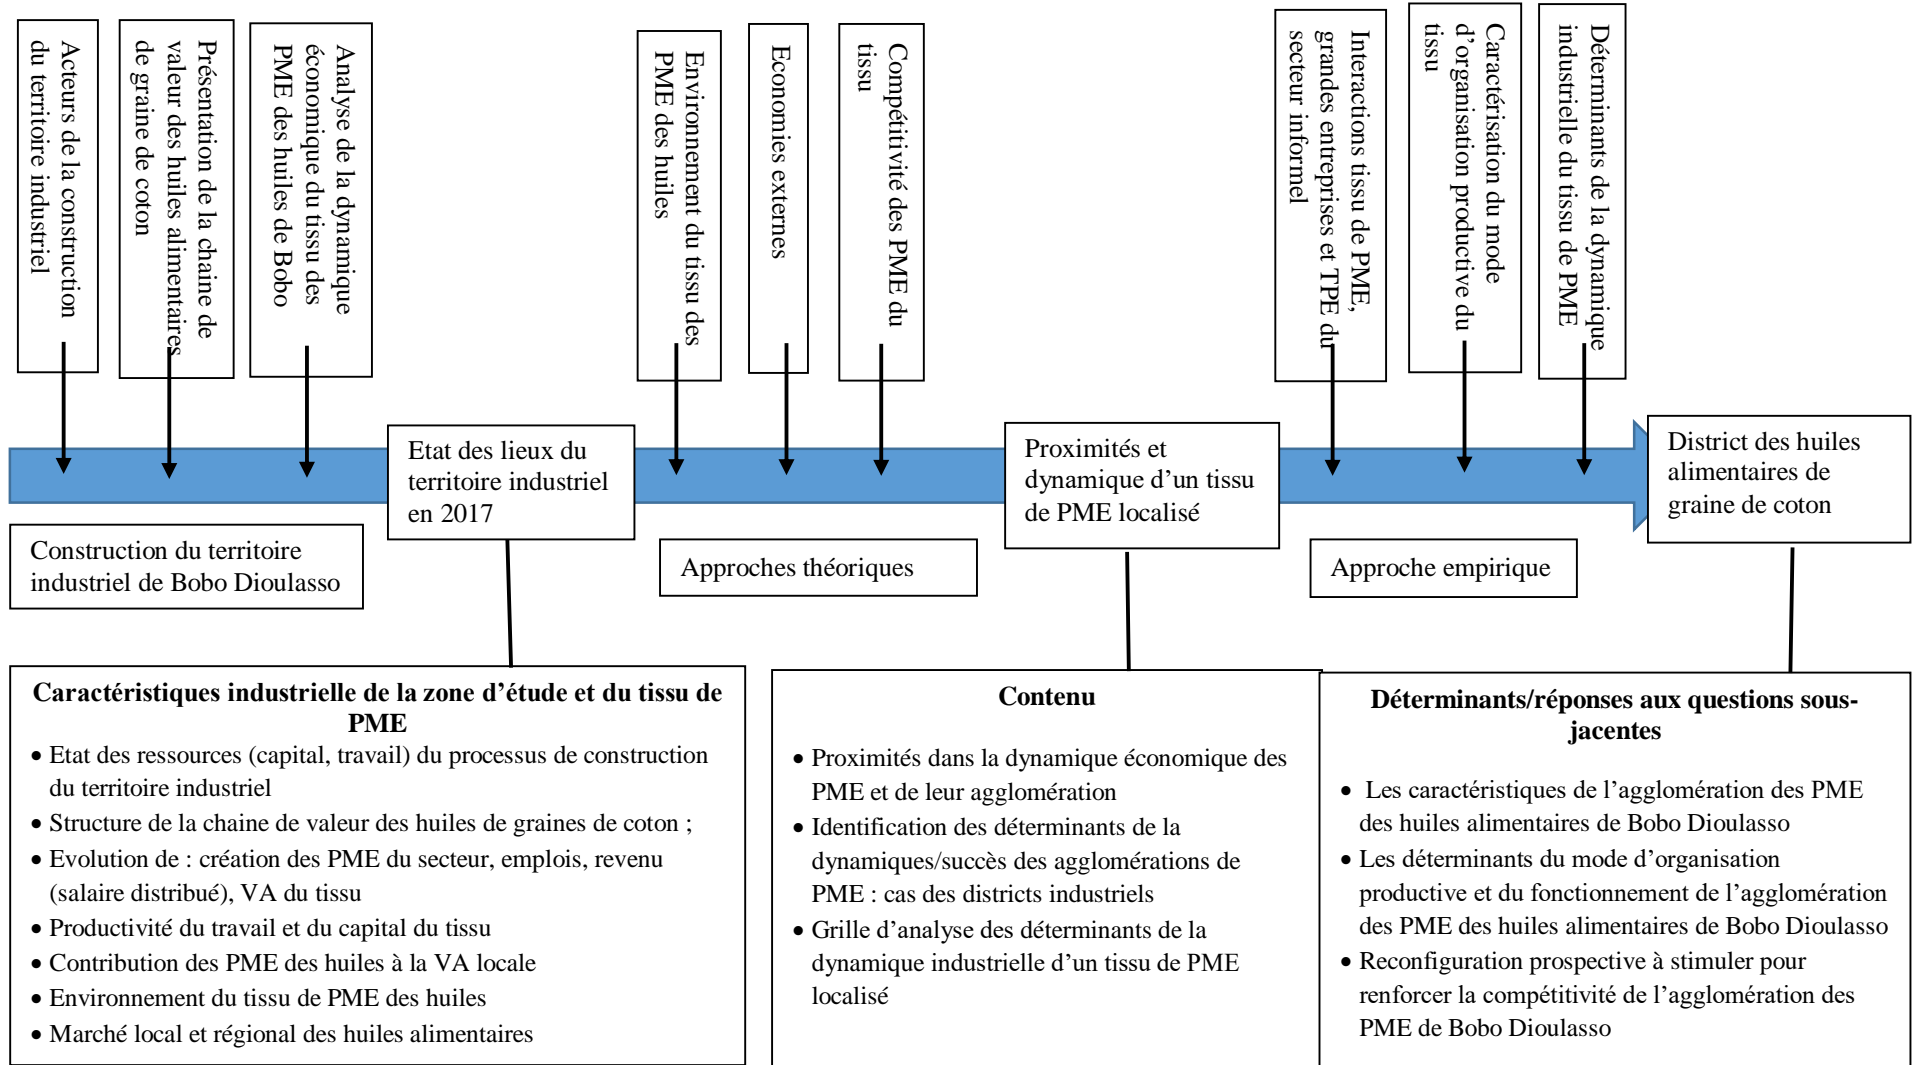 Acteurs de la construction
du territoire industriel
Présentation de la chaine de
valeur des huiles alimentaires
de graine de coton
Analyse de la dynamique
économique du tissu des
PME des huiles de Bobo
Environnement du tissu des
PME des huiles
Economies externes
Compétitivité des PME du
tissu
Interactions tissu de PME,
grandes entreprises et TPE du
secteur informel
Caractérisation du mode
d’organisation productive du
tissu
Déterminants de la dynamique
industrielle du tissu de PME
Etat des lieux du
territoire industriel
en 2017
Proximités et
dynamique d’un tissu
de PME localisé
District des huiles
alimentaires de
graine de coton
Construction du territoire
industriel de Bobo Dioulasso
Approches théoriques
Approche empirique
Caractéristiques industrielle de la zone d’étude et du tissu de
PME
• Etat des ressources (capital, travail) du processus de construction
du territoire industriel
• Structure de la chaine de valeur des huiles de graines de coton ;
• Evolution de : création des PME du secteur, emplois, revenu
(salaire distribué), VA du tissu
• Productivité du travail et du capital du tissu
• Contribution des PME des huiles à la VA locale
• Environnement du tissu de PME des huiles
• Marché local et régional des huiles alimentaires
Contenu
• Proximités dans la dynamique économique des
PME et de leur agglomération
• Identification des déterminants de la
dynamiques/succès des agglomérations de
PME : cas des districts industriels
• Grille d’analyse des déterminants de la
dynamique industrielle d’un tissu de PME
localisé
Déterminants/réponses aux questions sous-
jacentes
• Les caractéristiques de l’agglomération des PME
des huiles alimentaires de Bobo Dioulasso
• Les déterminants du mode d’organisation
productive et du fonctionnement de l’agglomération
des PME des huiles alimentaires de Bobo Dioulasso
• Reconfiguration prospective à stimuler pour
renforcer la compétitivité de l’agglomération des
PME de Bobo Dioulasso